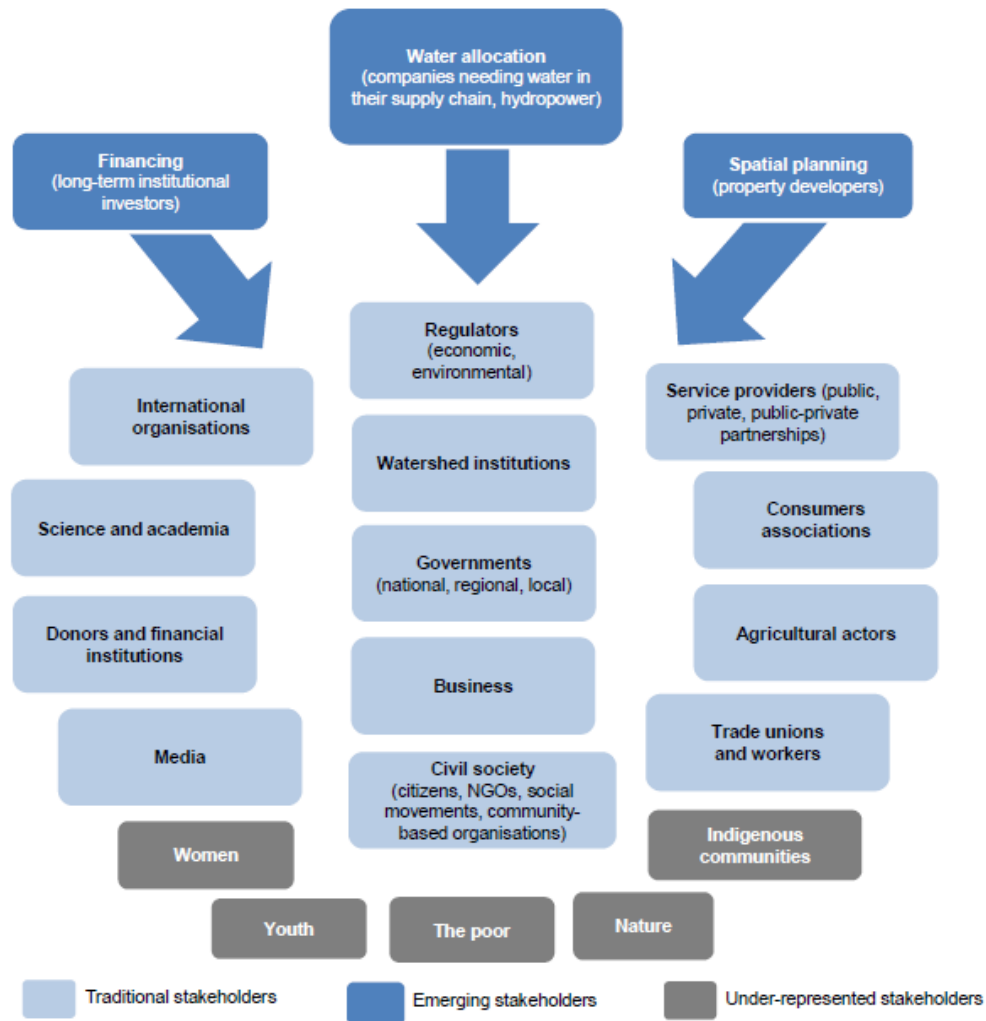 Water allocation
(companies needing water in
their supply chain, hydropower)
Financing
(long-term institutional
investors)
Spatial planning
(property developers)
Regulators
(economic,
environmental)
International
organisations
Service providers (public,
private, public-private
partnerships)
Watershed institutions
Science and academia
Consumers
associations
Governments
(national, regional, local)
Donors and financial
institutions
Agricultural actors
Business
Media
Trade unions
and workers
Civil society
(citizens, NGOs, social
movements, community-
based organisations)
Women
Indigenous
communities
Youth
The poor
Nature
Traditional stakeholders
Emerging stakeholders
Under-represented stakeholders